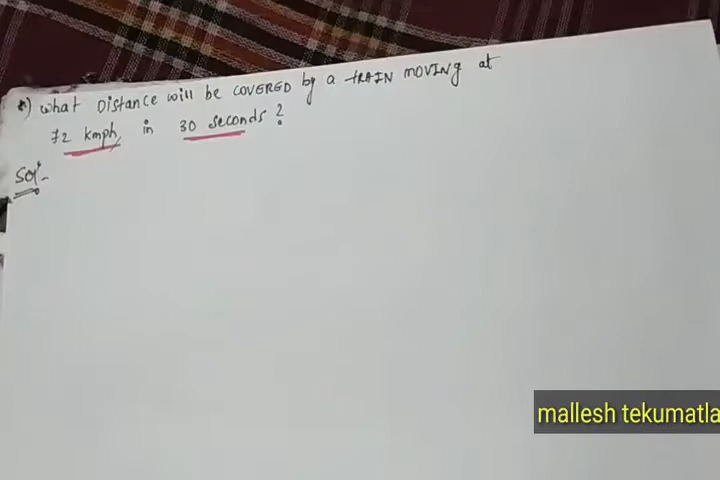 *) What Distance will be COVERED by a TRAIN MOVING at
72 kmph, in 30 seconds?
Sol:-
mallesh tekumatla